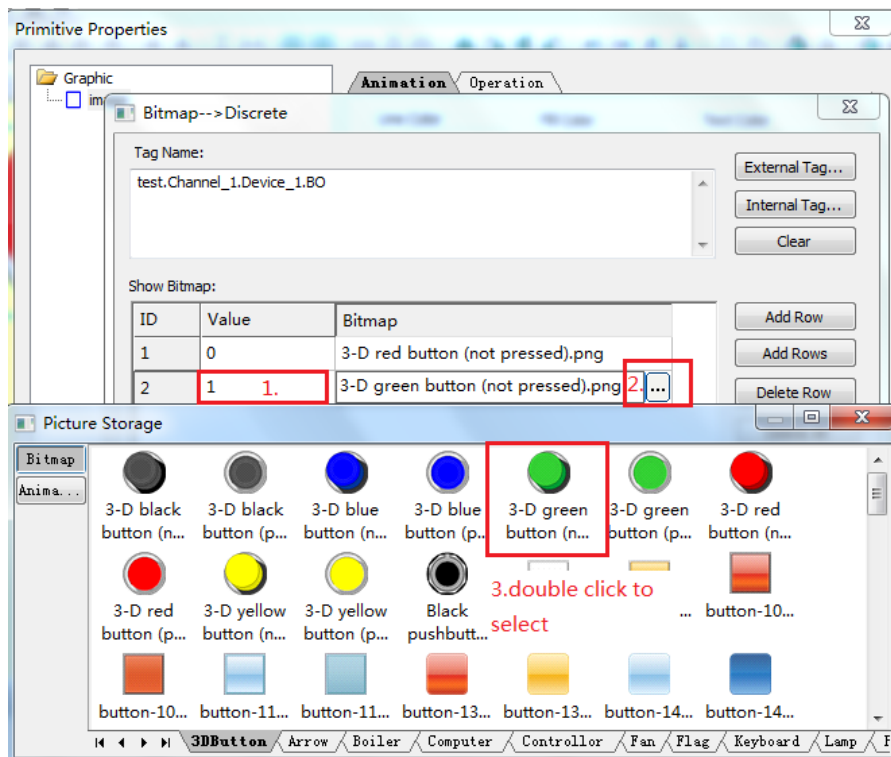 Primitive Properties
Graphic
im
Animation
Operation
Bitmap-->Discrete
Tag Name:
test.Channel_1.Device_1.BO
External Tag...
Internal Tag...
Clear
Show Bitmap:
ID Value Bitmap
1 0 3-D red button (not pressed).png
2 1 1. 3-D green button (not pressed).png 2. ...
Add Row
Add Rows
Delete Row
Picture Storage
Bitmap
Anima...
3-D black 3-D black 3-D blue 3-D blue 3-D green 3-D green 3-D red
button (n... button (p... button (n... button (p... button (n... button (p... button (n...
3-D red 3-D yellow 3-D yellow Black ... button-10...
button (p... button (n... button (p... pushbutt...
3.double click to
select
button-10... button-11... button-11... button-13... button-13... button-14... button-14...
3DButton Arrow Boiler Computer Controllor Fan Flag Keyboard Lamp